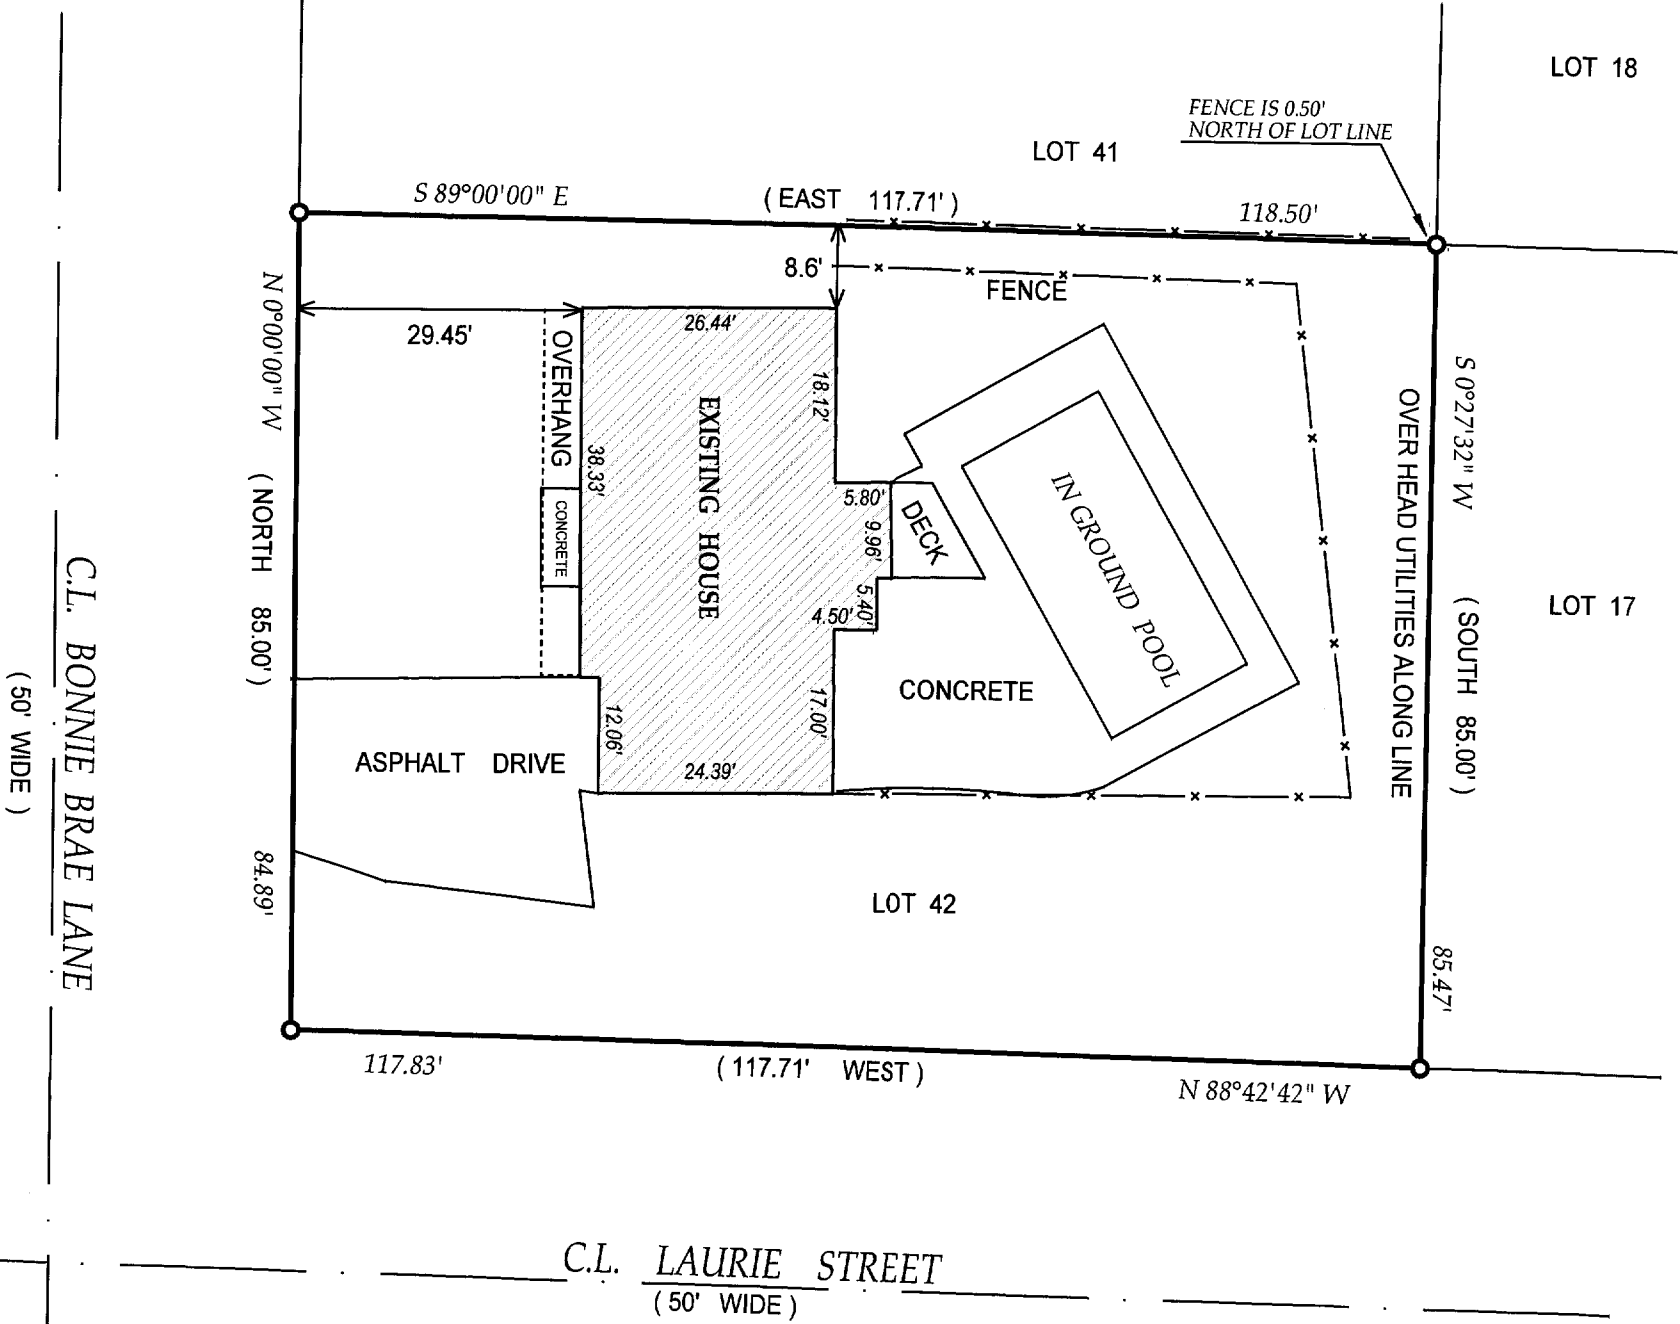 LOT 18
FENCE IS 0.50'
NORTH OF LOT LINE
LOT 41
S 89°00'00" E
( EAST 117.71' )
118.50'
8.6'
FENCE
29.45'
26.44'
N 0°00'00" W
( NORTH 85.00' )
84.89'
OVERHANG
CONCRETE
38.33'
EXISTING HOUSE
18.12'
5.80'
9.96'
DECK
5.40'
4.50'
17.00'
12.06'
24.39'
IN GROUND POOL
CONCRETE
ASPHALT DRIVE
OVER HEAD UTILITIES ALONG LINE
S 0°27'32" W
( SOUTH 85.00' )
85.47'
LOT 17
LOT 42
C.L. BONNIE BRAE LANE
( 50' WIDE )
117.83'
( 117.71' WEST )
N 88°42'42" W
C.L. LAURIE STREET
( 50' WIDE )